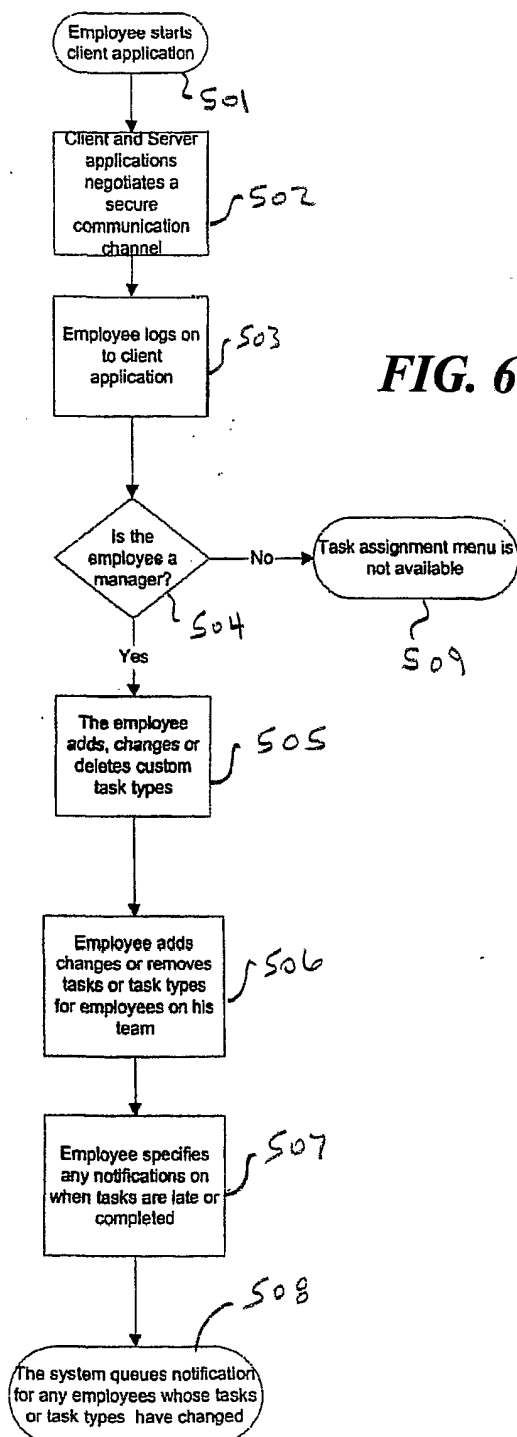 Employee starts
client application
501
Client and Server
applications
negotiates a
secure
communication
channel
502
Employee logs on
to client
application
503
FIG. 6
Is the
employee a
manager?
504
No
Task assignment menu is
not available
509
Yes
The employee
adds, changes or
deletes custom
task types
505
Employee adds
changes or removes
tasks or task types
for employees on his
team
506
Employee specifies
any notifications on
when tasks are late or
completed
507
508
The system queues notification
for any employees whose tasks
or task types have changed